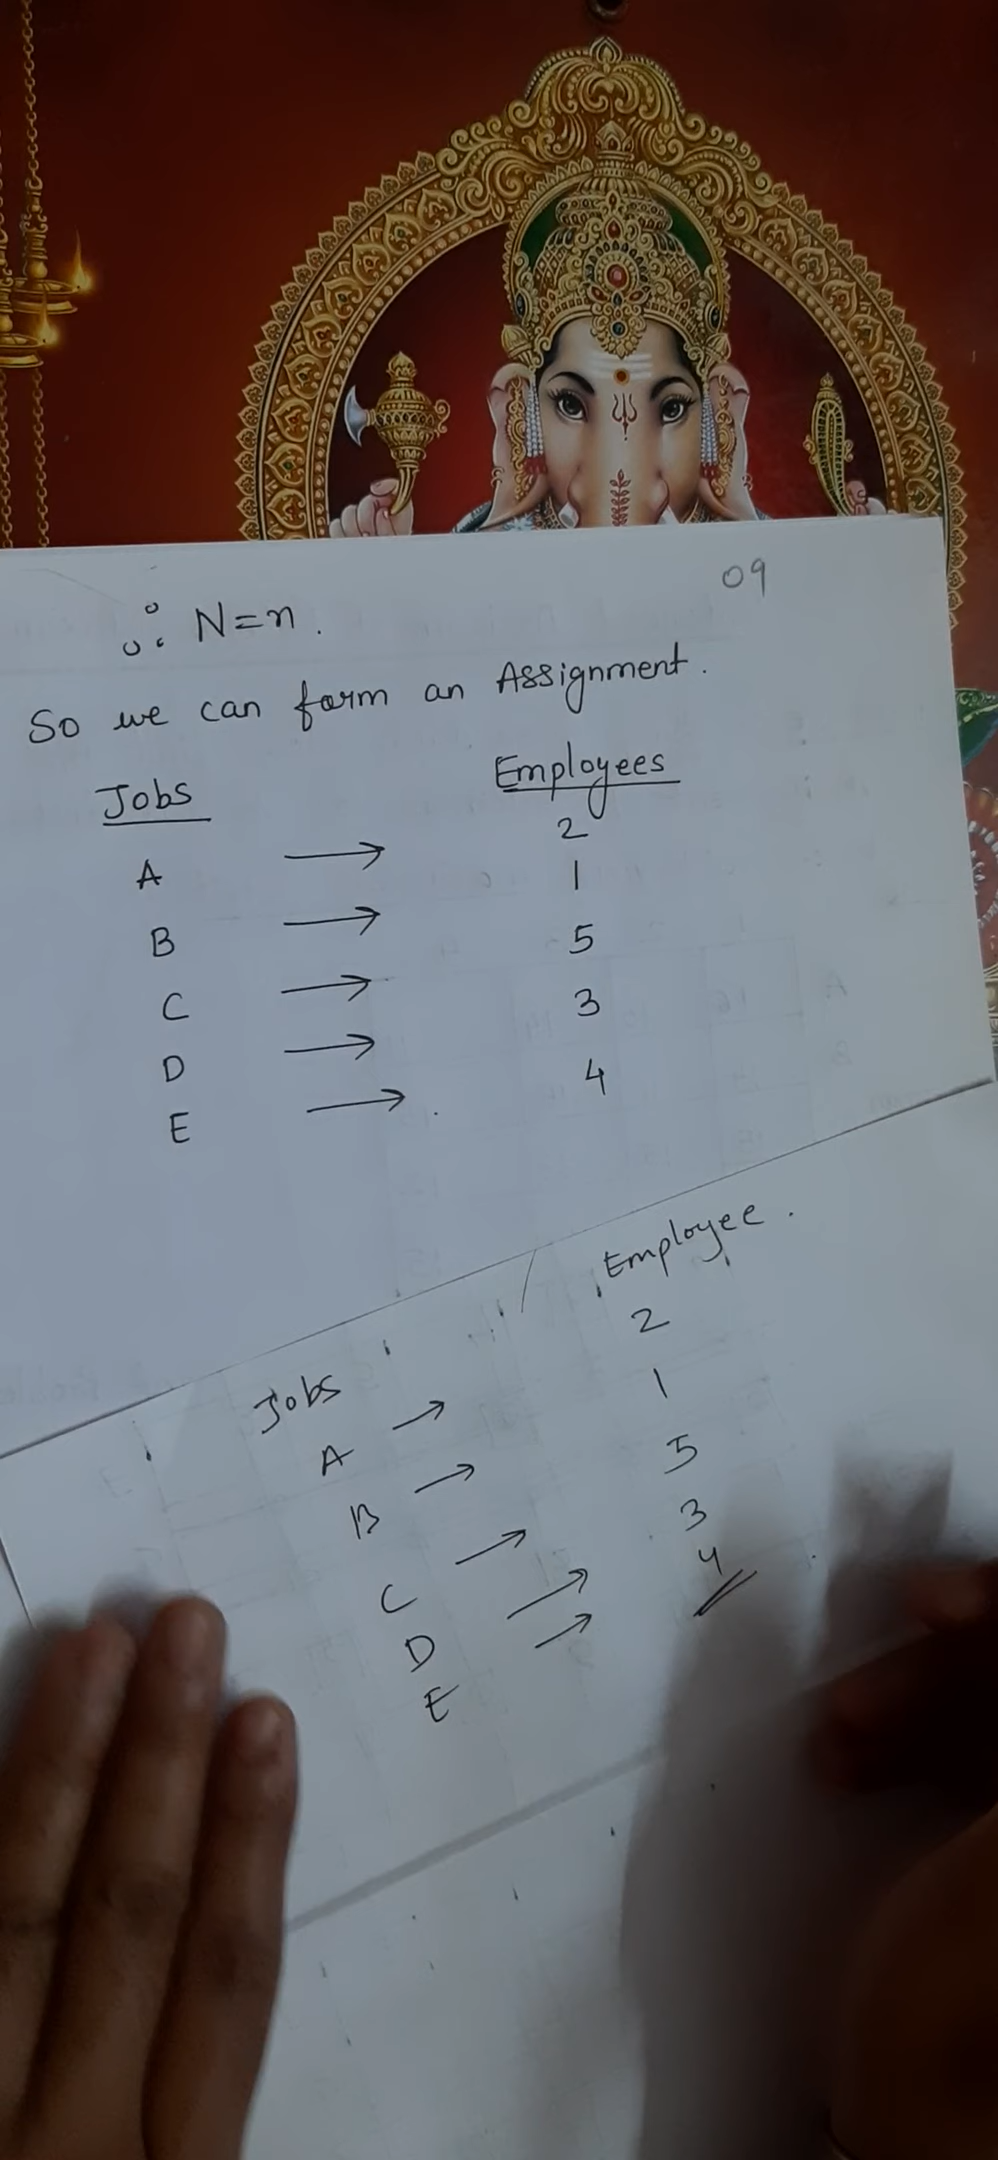 09
∴ N=n.
So we can form an Assignment.
Jobs Employees
A → 2
B → 1
C → 5
D → 3
E → 4
Jobs Employee.
A → 2
B → 1
C → 5
D → 3
E → 4